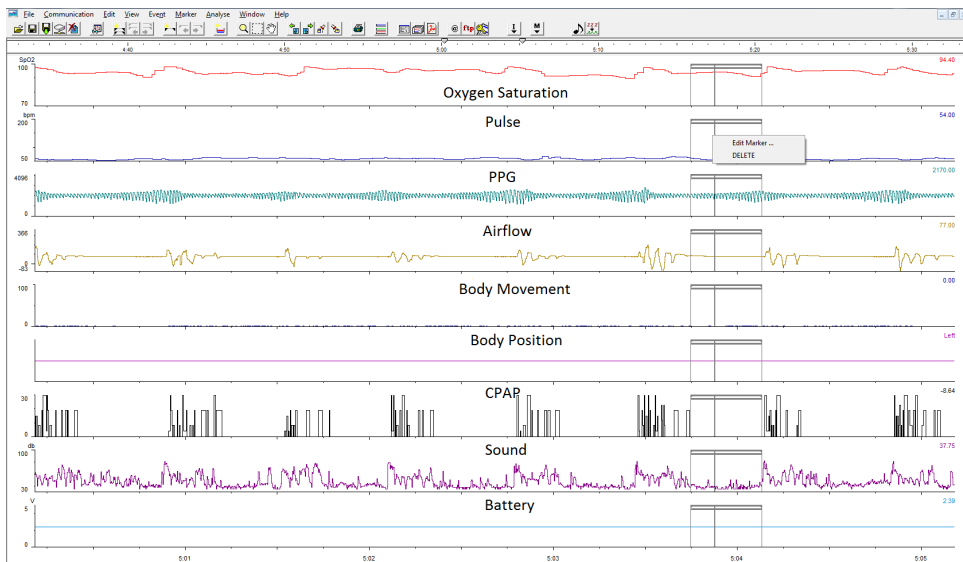 File Communication Edit View Event Marker Analyse Window Help
@ ftp
M
zzz
4:40 4:50 5:00 5:10 5:20 5:30
SpO2
100
70
94.40
Oxygen Saturation
bpm
200
50
54.00
Pulse
Edit Marker ...
DELETE
4096
0
2170.00
PPG
366
0
-83
77.00
Airflow
100
0
0.00
Body Movement
Left
Body Position
30
0
-8.64
CPAP
db
100
30
37.75
Sound
V
5
0
2.39
Battery
5:01 5:02 5:03 5:04 5:05